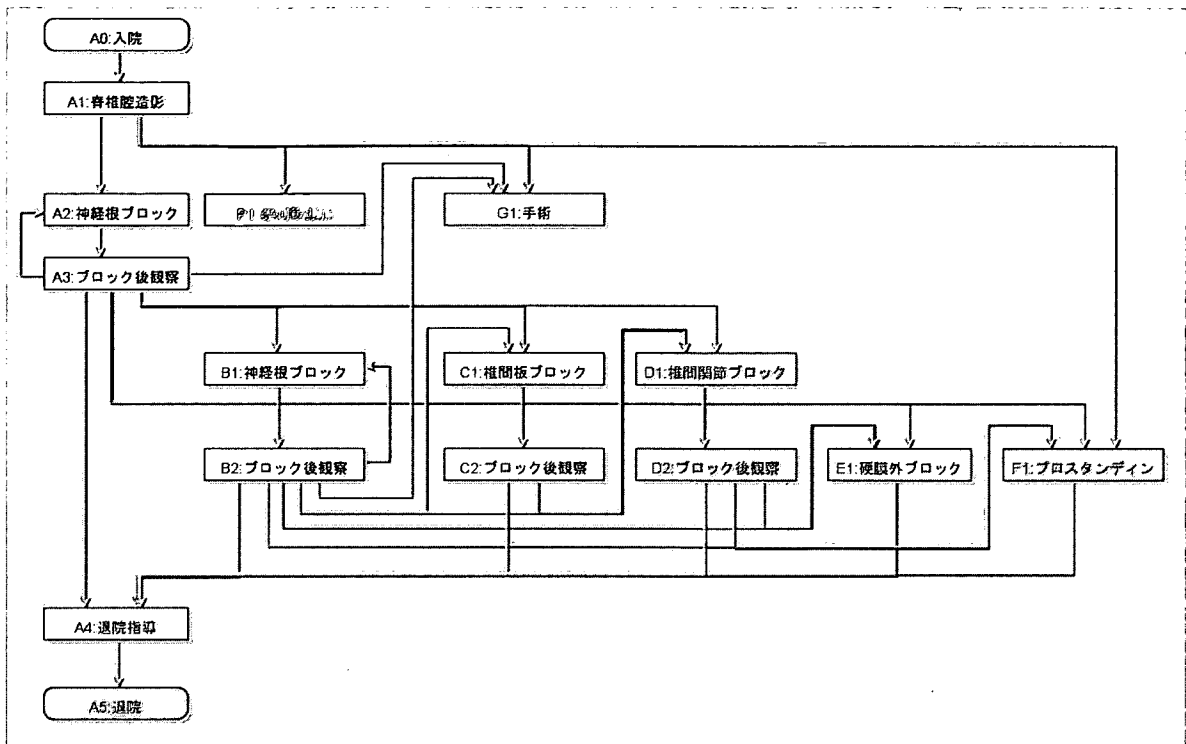 A0:入院
A1:脊椎腔造影
A2:神経根ブロック
G1:手術
A3:ブロック後観察
B1:神経根ブロック
C1:椎間板ブロック
D1:椎間関節ブロック
B2:ブロック後観察
C2:ブロック後観察
D2:ブロック後観察
E1:硬膜外ブロック
F1:プロスタンディン
A4:退院指導
A5:退院